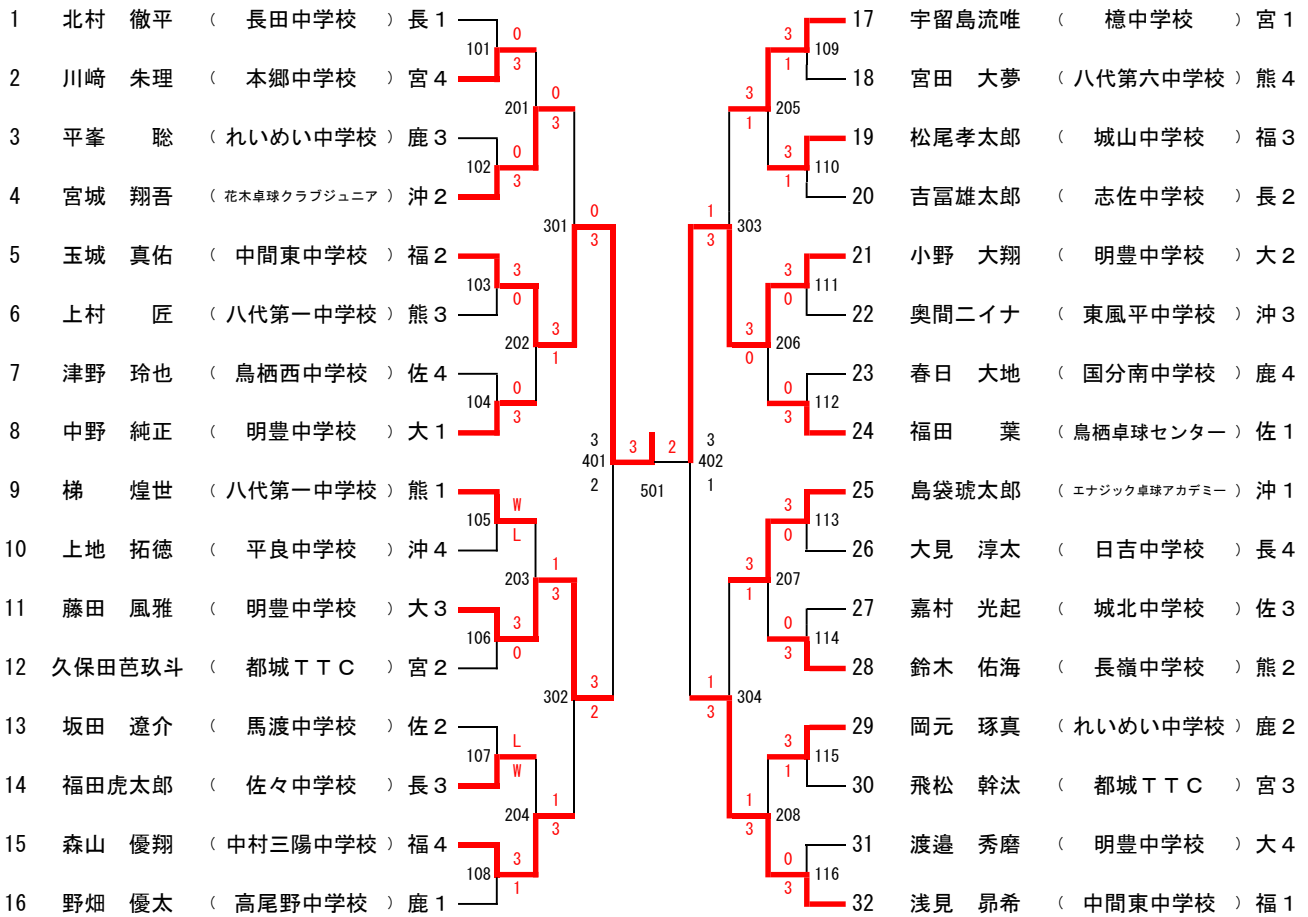 1 北村 徹平 （ 長田中学校 ） 長１
2 川﨑 朱理 （ 本郷中学校 ） 宮４
3 平峯 聡 （ れいめい中学校 ） 鹿３
4 宮城 翔吾 （ 花木卓球クラブジュニア ） 沖２
5 玉城 真佑 （ 中間東中学校 ） 福２
6 上村 匠 （ 八代第一中学校 ） 熊３
7 津野 玲也 （ 鳥栖西中学校 ） 佐４
8 中野 純正 （ 明豊中学校 ） 大１
9 梯 煌世 （ 八代第一中学校 ） 熊１
10 上地 拓徳 （ 平良中学校 ） 沖４
11 藤田 風雅 （ 明豊中学校 ） 大３
12 久保田芭玖斗 （ 都城ＴＴＣ ） 宮２
13 坂田 遼介 （ 馬渡中学校 ） 佐２
14 福田虎太郎 （ 佐々中学校 ） 長３
15 森山 優翔 （ 中村三陽中学校 ） 福４
16 野畑 優太 （ 高尾野中学校 ） 鹿１
0
101
3
0
102
3
3
103
0
0
104
3
W
105
L
3
106
0
L
107
W
3
108
1
0
201
3
3
202
1
1
203
3
1
204
3
0
301
3
3
302
2
3
401
2
3 2
501
3
402
1
1
303
3
1
304
3
3
205
1
3
206
0
3
207
1
1
208
3
3
109
1
3
110
1
3
111
0
0
112
3
3
113
0
0
114
3
3
115
1
0
116
3
17 宇留島流唯 （ 檍中学校 ） 宮１
18 宮田 大夢 （ 八代第六中学校 ） 熊４
19 松尾孝太郎 （ 城山中学校 ） 福３
20 吉冨雄太郎 （ 志佐中学校 ） 長２
21 小野 大翔 （ 明豊中学校 ） 大２
22 奥間二イナ （ 東風平中学校 ） 沖３
23 春日 大地 （ 国分南中学校 ） 鹿４
24 福田 葉 （ 鳥栖卓球センター ） 佐１
25 島袋琥太郎 （ エナジック卓球アカデミー ） 沖１
26 大見 淳太 （ 日吉中学校 ） 長４
27 嘉村 光起 （ 城北中学校 ） 佐３
28 鈴木 佑海 （ 長嶺中学校 ） 熊２
29 岡元 琢真 （ れいめい中学校 ） 鹿２
30 飛松 幹汰 （ 都城ＴＴＣ ） 宮３
31 渡邉 秀磨 （ 明豊中学校 ） 大４
32 浅見 昴希 （ 中間東中学校 ） 福１